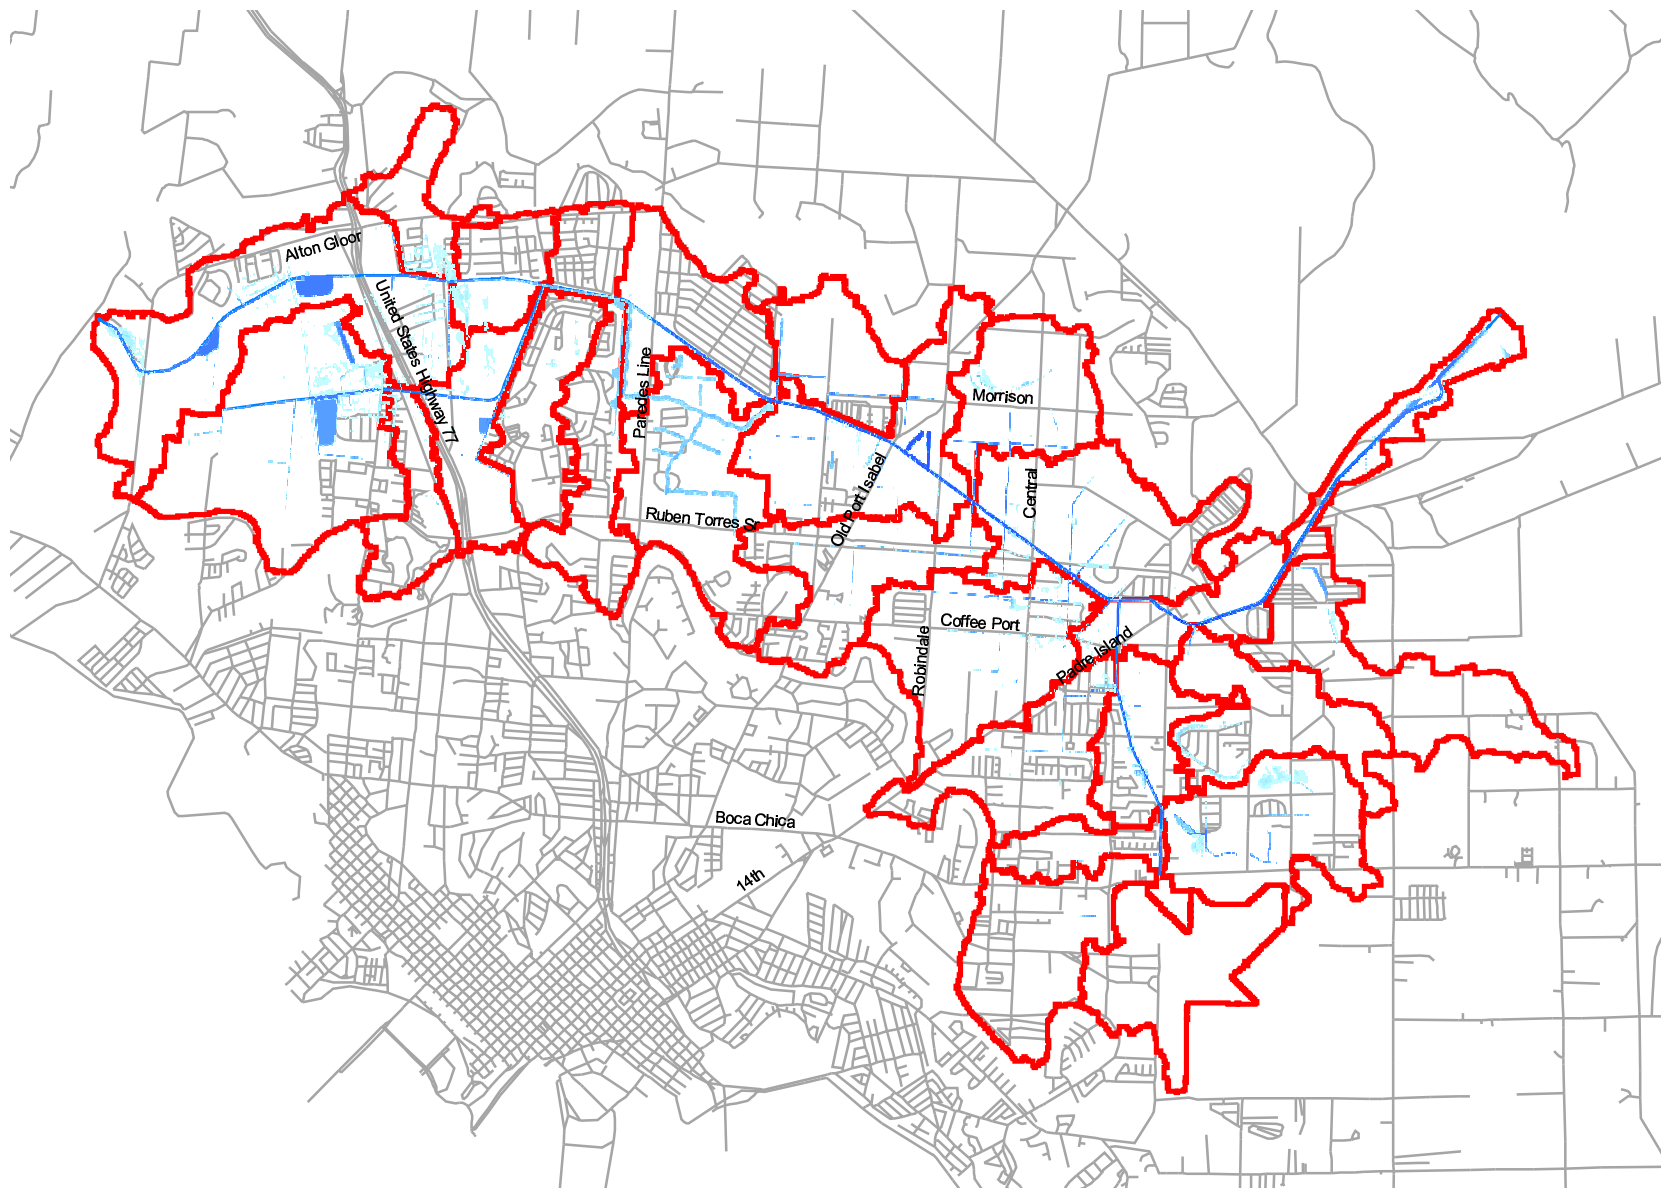 Alton Gloor
United States Highway 77
Paredes Line
Morrison
Old Port Isabel
Central
Ruben Torres Sr
Coffee Port
Robindale
Padre Island
Boca Chica
14th